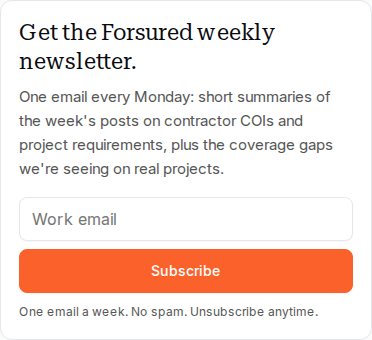 Get the Forsured weekly
newsletter.
One email every Monday: short summaries of
the week's posts on contractor COIs and
project requirements, plus the coverage gaps
we're seeing on real projects.
Work email
Subscribe
One email a week. No spam. Unsubscribe anytime.